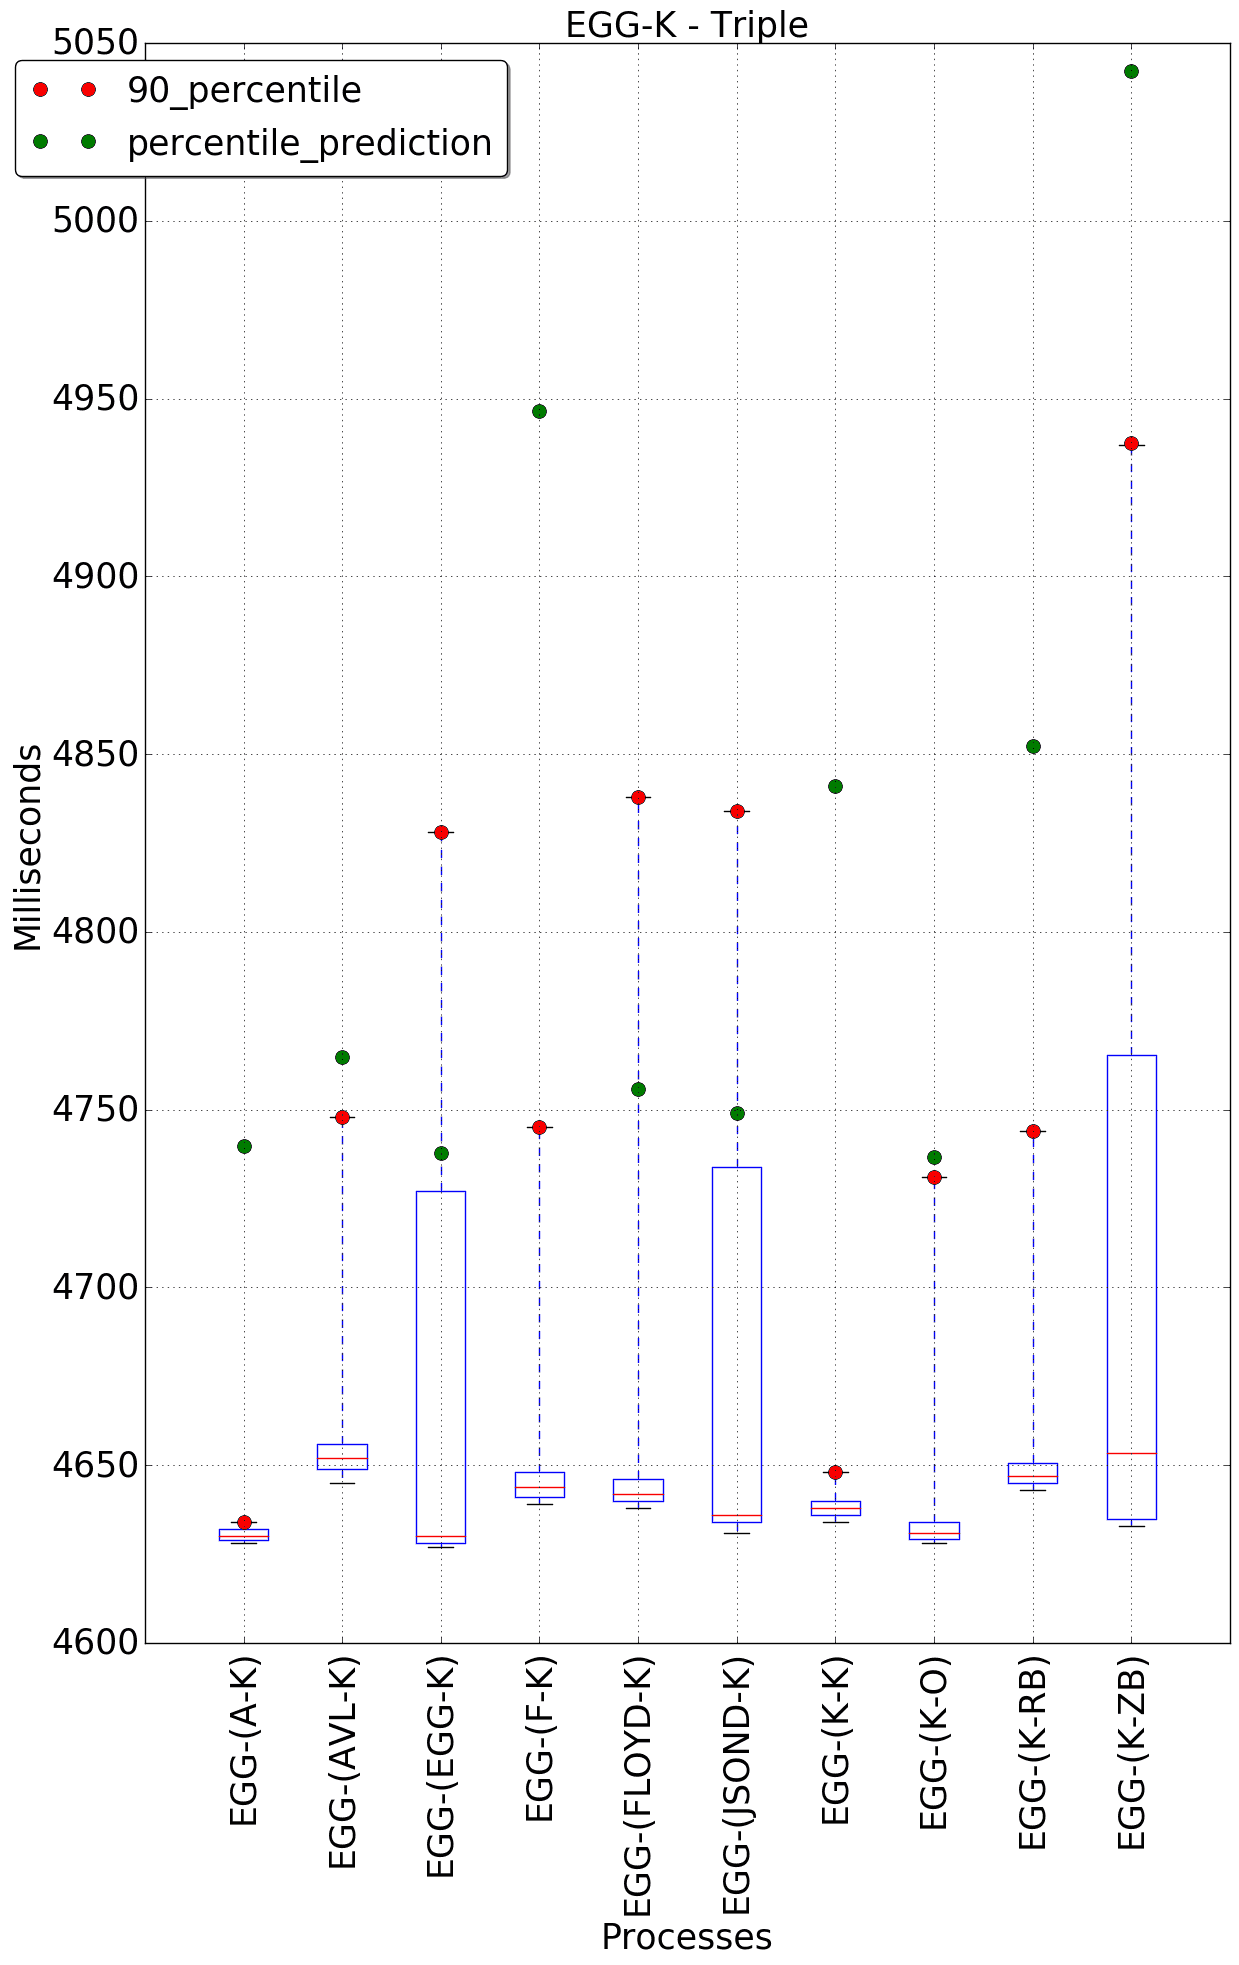 EGG-K - Triple
90_percentile
percentile_prediction
5050
5000
4950
4900
4850
4800
4750
4700
4650
4600
Milliseconds
EGG-(A-K)
EGG-(AVL-K)
EGG-(EGG-K)
EGG-(F-K)
EGG-(FLOYD-K)
EGG-(JSOND-K)
EGG-(K-K)
EGG-(K-O)
EGG-(K-RB)
EGG-(K-ZB)
Processes